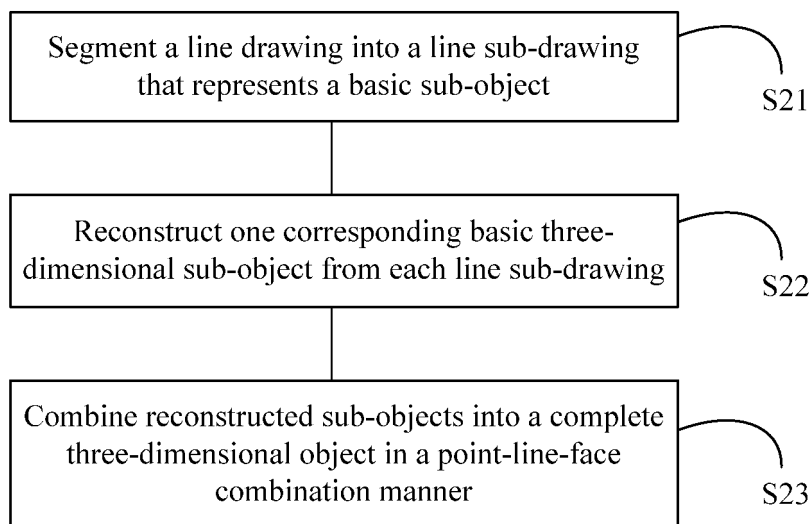 Segment a line drawing into a line sub-drawing
that represents a basic sub-object
S21
Reconstruct one corresponding basic three-
dimensional sub-object from each line sub-drawing
S22
Combine reconstructed sub-objects into a complete
three-dimensional object in a point-line-face
combination manner
S23